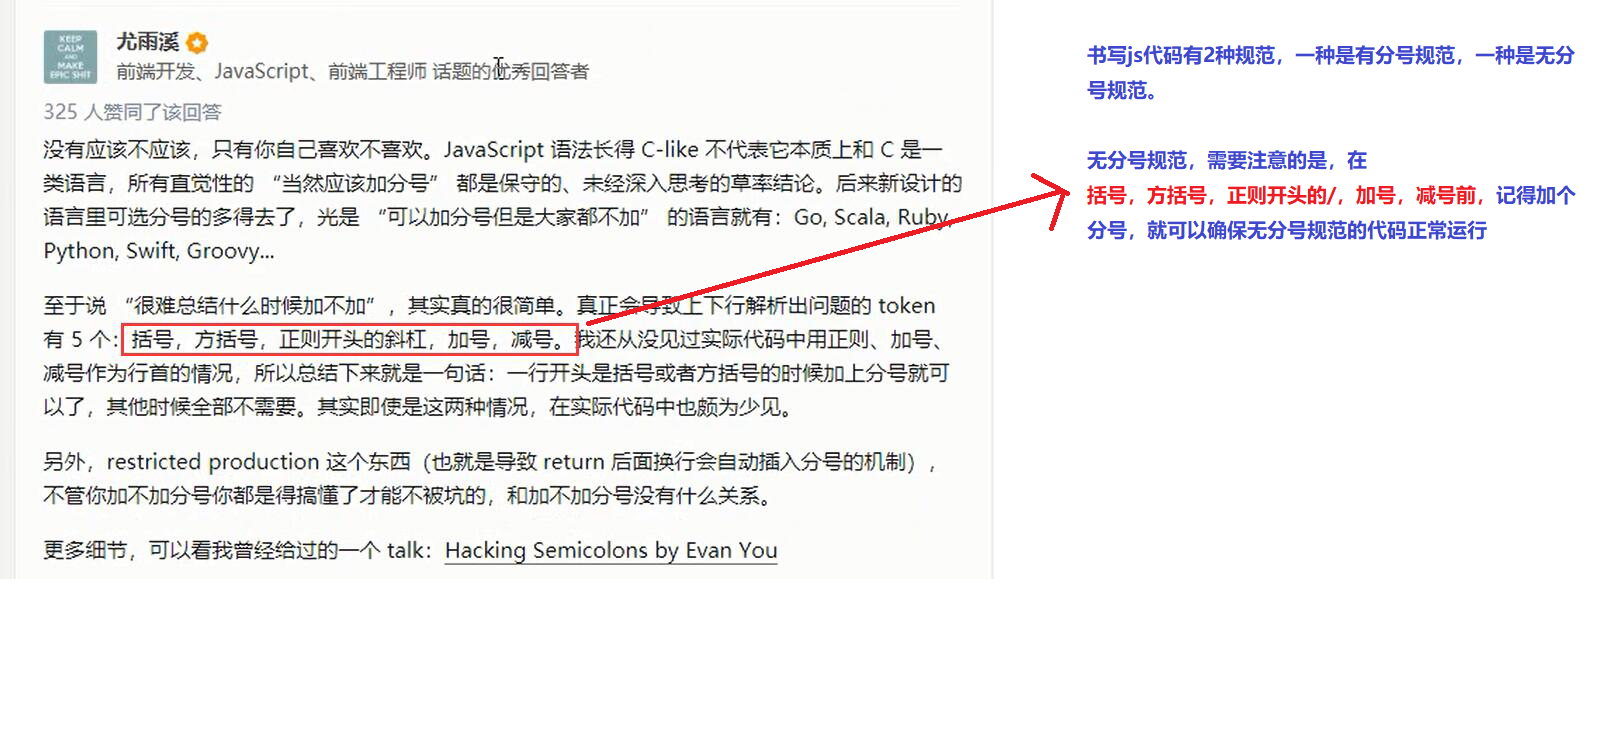 KEEP
CALM
AND
MAKE
EPIC SHIT
尤雨溪
前端开发、JavaScript、前端工程师 话题的优秀回答者
325 人赞同了该回答
没有应该不应该，只有你自己喜欢不喜欢。JavaScript 语法长得 C-like 不代表它本质上和 C 是一
类语言，所有直觉性的 “当然应该加分号” 都是保守的、未经深入思考的草率结论。后来新设计的
语言里可选分号的多得去了，光是 “可以加分号但是大家都不加” 的语言就有：Go, Scala, Ruby,
Python, Swift, Groovy...
至于说 “很难总结什么时候加不加” ，其实真的很简单。真正会导致上下行解析出问题的 token
有 5 个：括号，方括号，正则开头的斜杠，加号，减号。我还从没见过实际代码中用正则、加号、
减号作为行首的情况，所以总结下来就是一句话：一行开头是括号或者方括号的时候加上分号就可
以了，其他时候全部不需要。其实即使是这两种情况，在实际代码中也颇为少见。
另外，restricted production 这个东西（也就是导致 return 后面换行会自动插入分号的机制），
不管你加不加分号你都是得搞懂了才能不被坑的，和加不加分号没有什么关系。
更多细节，可以看我曾经给过的一个 talk：Hacking Semicolons by Evan You
书写js代码有2种规范，一种是有分号规范，一种是无分
号规范。
无分号规范，需要注意的是，在
括号，方括号，正则开头的/，加号，减号前，记得加个
分号，就可以确保无分号规范的代码正常运行